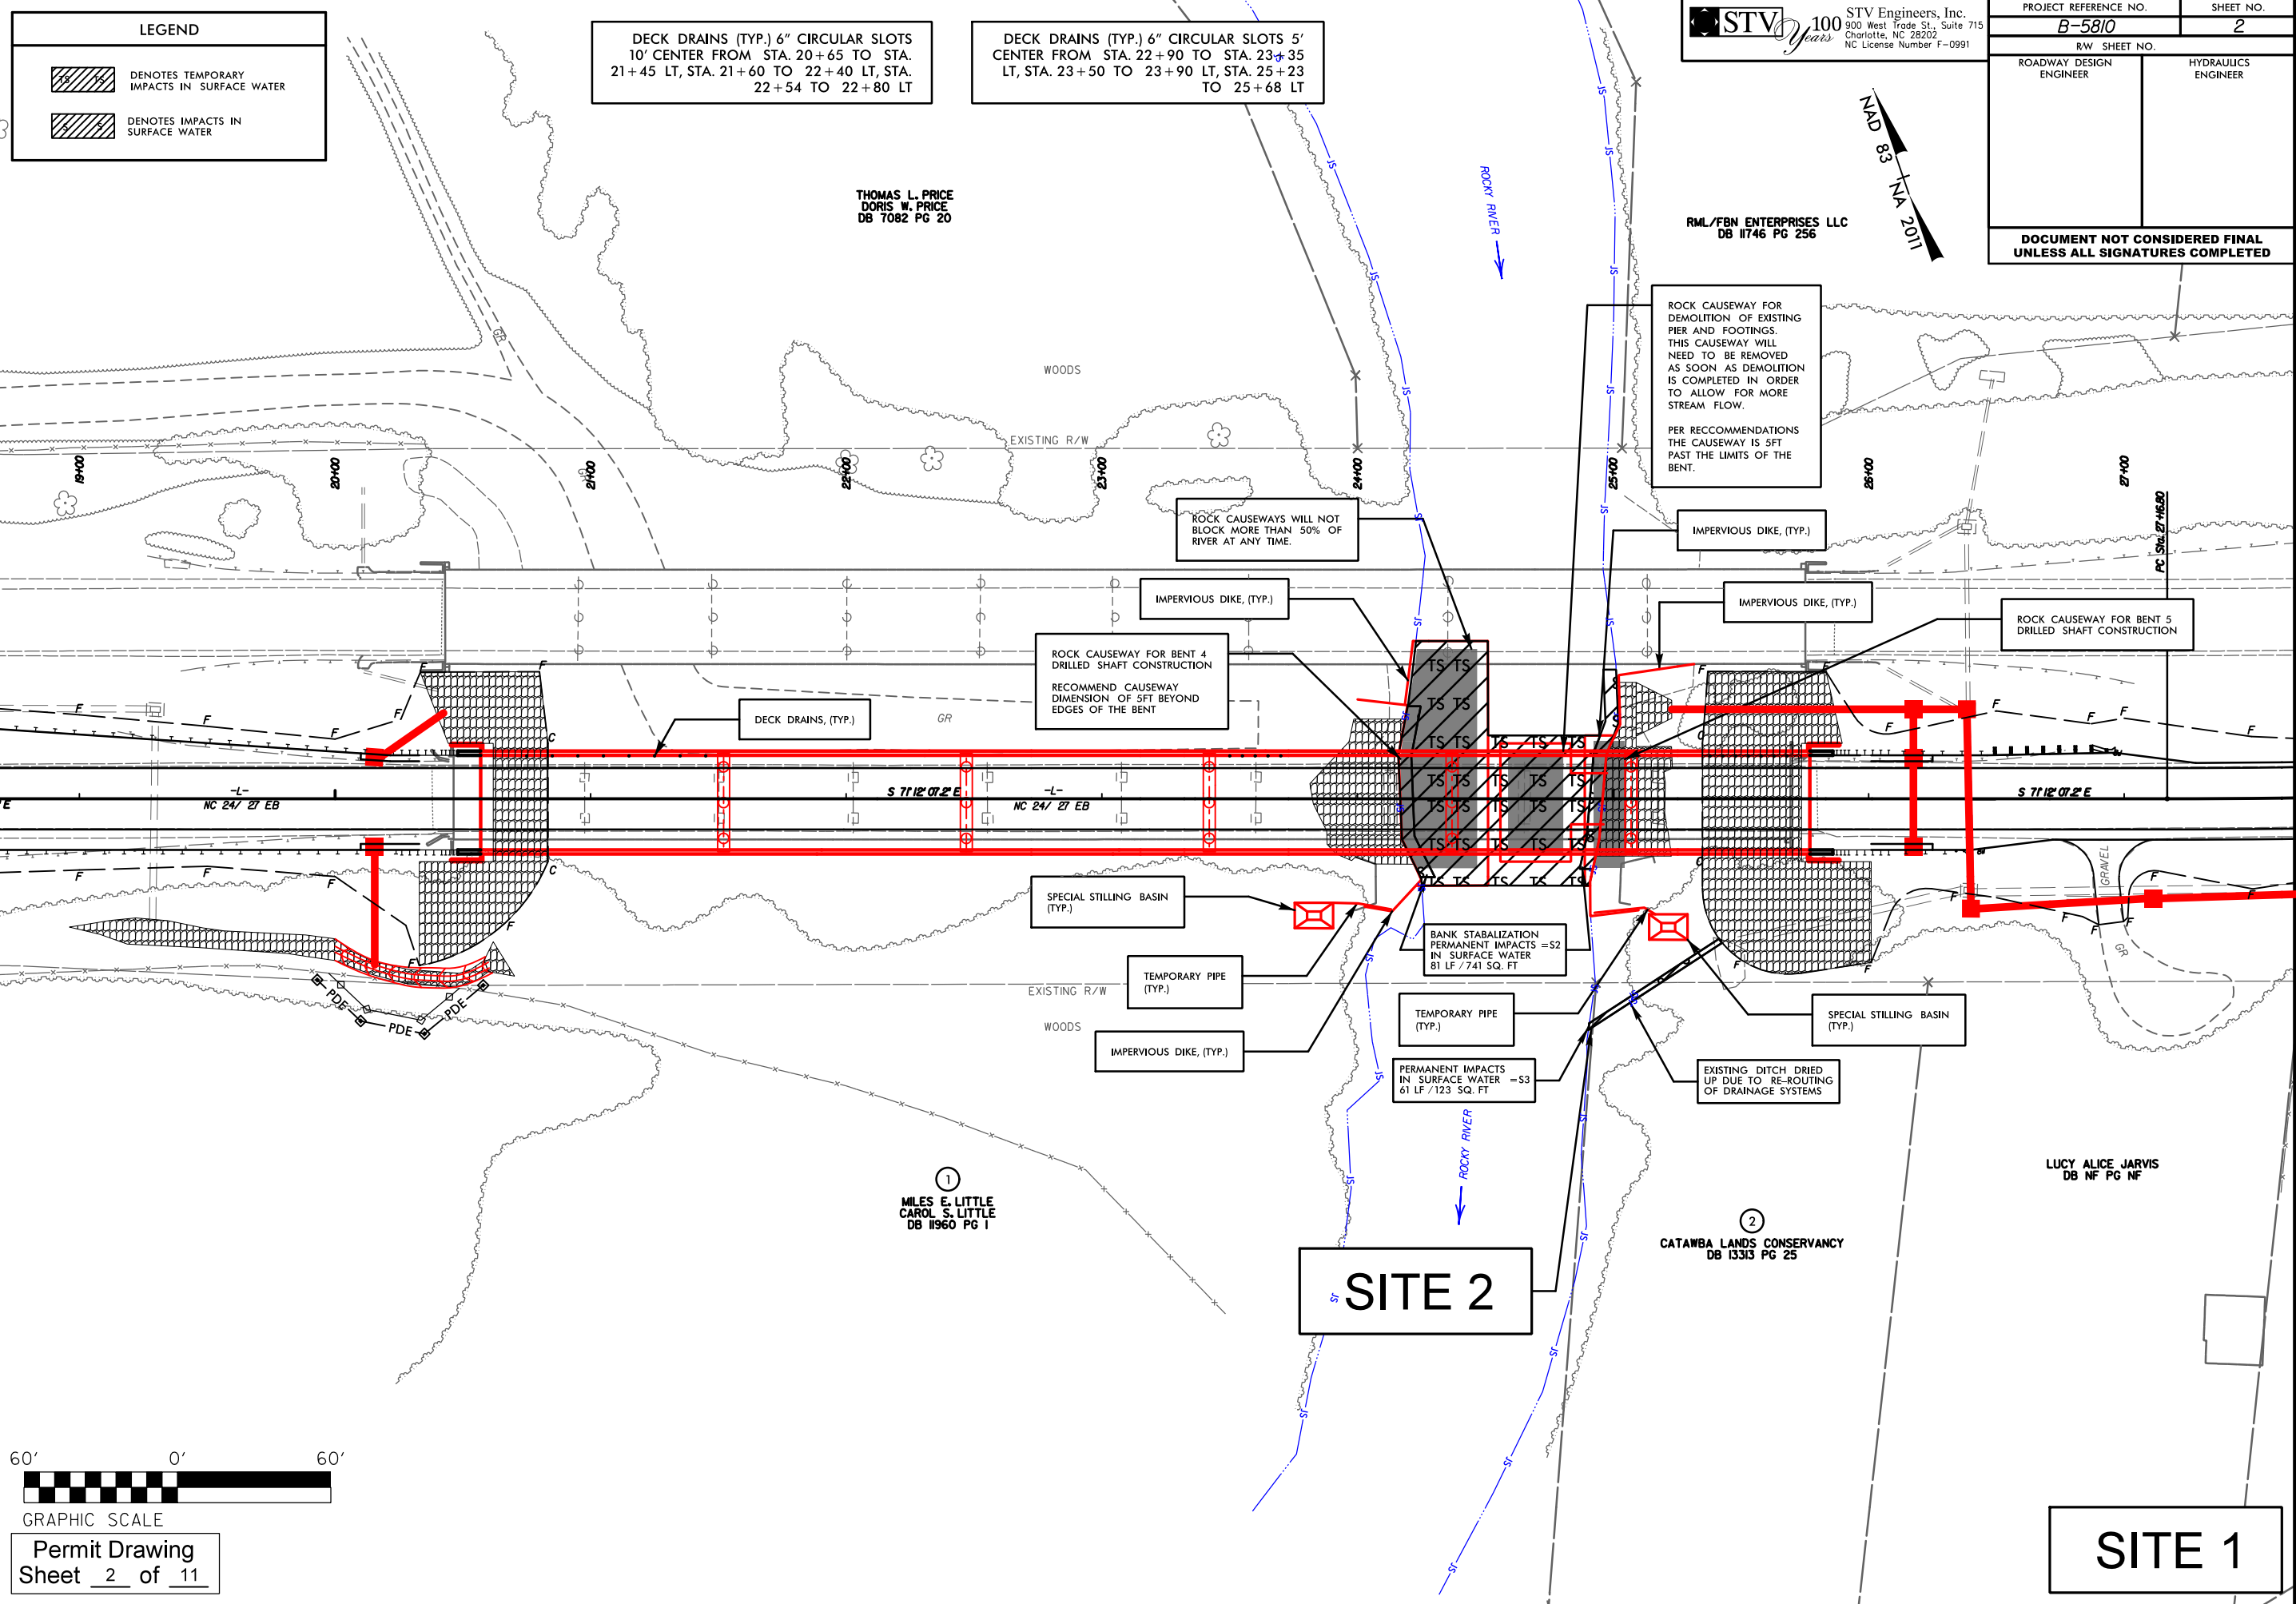 LEGEND
DENOTES TEMPORARY
IMPACTS IN SURFACE WATER
DENOTES IMPACTS IN
SURFACE WATER
DECK DRAINS (TYP.) 6" CIRCULAR SLOTS
10' CENTER FROM STA. 20+65 TO STA.
21+45 LT, STA. 21+60 TO 22+40 LT, STA.
22+54 TO 22+80 LT
DECK DRAINS (TYP.) 6" CIRCULAR SLOTS 5'
CENTER FROM STA. 22+90 TO STA. 23+35
LT, STA. 23+50 TO 23+90 LT, STA. 25+23
TO 25+68 LT
STV 100 Years
STV Engineers, Inc.
900 West Trade St., Suite 715
Charlotte, NC 28202
NC License Number F-0991
PROJECT REFERENCE NO.
SHEET NO.
B-5810
2
R/W SHEET NO.
ROADWAY DESIGN
ENGINEER
HYDRAULICS
ENGINEER
DOCUMENT NOT CONSIDERED FINAL
UNLESS ALL SIGNATURES COMPLETED
NAD 83
NA 2011
THOMAS L. PRICE
DORIS W. PRICE
DB 7082 PG 20
ROCKY RIVER
RML/FBN ENTERPRISES LLC
DB 11746 PG 256
ROCK CAUSEWAY FOR
DEMOLITION OF EXISTING
PIER AND FOOTINGS.
THIS CAUSEWAY WILL
NEED TO BE REMOVED
AS SOON AS DEMOLITION
IS COMPLETED IN ORDER
TO ALLOW FOR MORE
STREAM FLOW.
PER RECCOMMENDATIONS
THE CAUSEWAY IS 5FT
PAST THE LIMITS OF THE
BENT.
GR
WOODS
EXISTING R/W
19+00
20+00
21+00
22+00
23+00
24+00
25+00
26+00
27+00
PC Sta. 27+16.80
ROCK CAUSEWAYS WILL NOT
BLOCK MORE THAN 50% OF
RIVER AT ANY TIME.
IMPERVIOUS DIKE, (TYP.)
IMPERVIOUS DIKE, (TYP.)
IMPERVIOUS DIKE, (TYP.)
ROCK CAUSEWAY FOR BENT 5
DRILLED SHAFT CONSTRUCTION
ROCK CAUSEWAY FOR BENT 4
DRILLED SHAFT CONSTRUCTION
RECOMMEND CAUSEWAY
DIMENSION OF 5FT BEYOND
EDGES OF THE BENT
DECK DRAINS, (TYP.)
GR
-L-
NC 24/ 27 EB
S 71°12'07.2" E
-L-
NC 24/ 27 EB
S 71°12'07.2" E
GRAVEL
GR
SPECIAL STILLING BASIN
(TYP.)
BANK STABALIZATION
PERMANENT IMPACTS =S2
IN SURFACE WATER
81 LF / 741 SQ. FT
TEMPORARY PIPE
(TYP.)
EXISTING R/W
WOODS
TEMPORARY PIPE
(TYP.)
SPECIAL STILLING BASIN
(TYP.)
PDE
PDE
PDE
IMPERVIOUS DIKE, (TYP.)
PERMANENT IMPACTS
IN SURFACE WATER =S3
61 LF / 123 SQ. FT
EXISTING DITCH DRIED
UP DUE TO RE-ROUTING
OF DRAINAGE SYSTEMS
ROCKY RIVER
1
MILES E. LITTLE
CAROL S. LITTLE
DB 11960 PG 1
LUCY ALICE JARVIS
DB NF PG NF
2
CATAWBA LANDS CONSERVANCY
DB 13313 PG 25
SITE 2
60' 0' 60'
GRAPHIC SCALE
Permit Drawing
Sheet 2 of 11
SITE 1